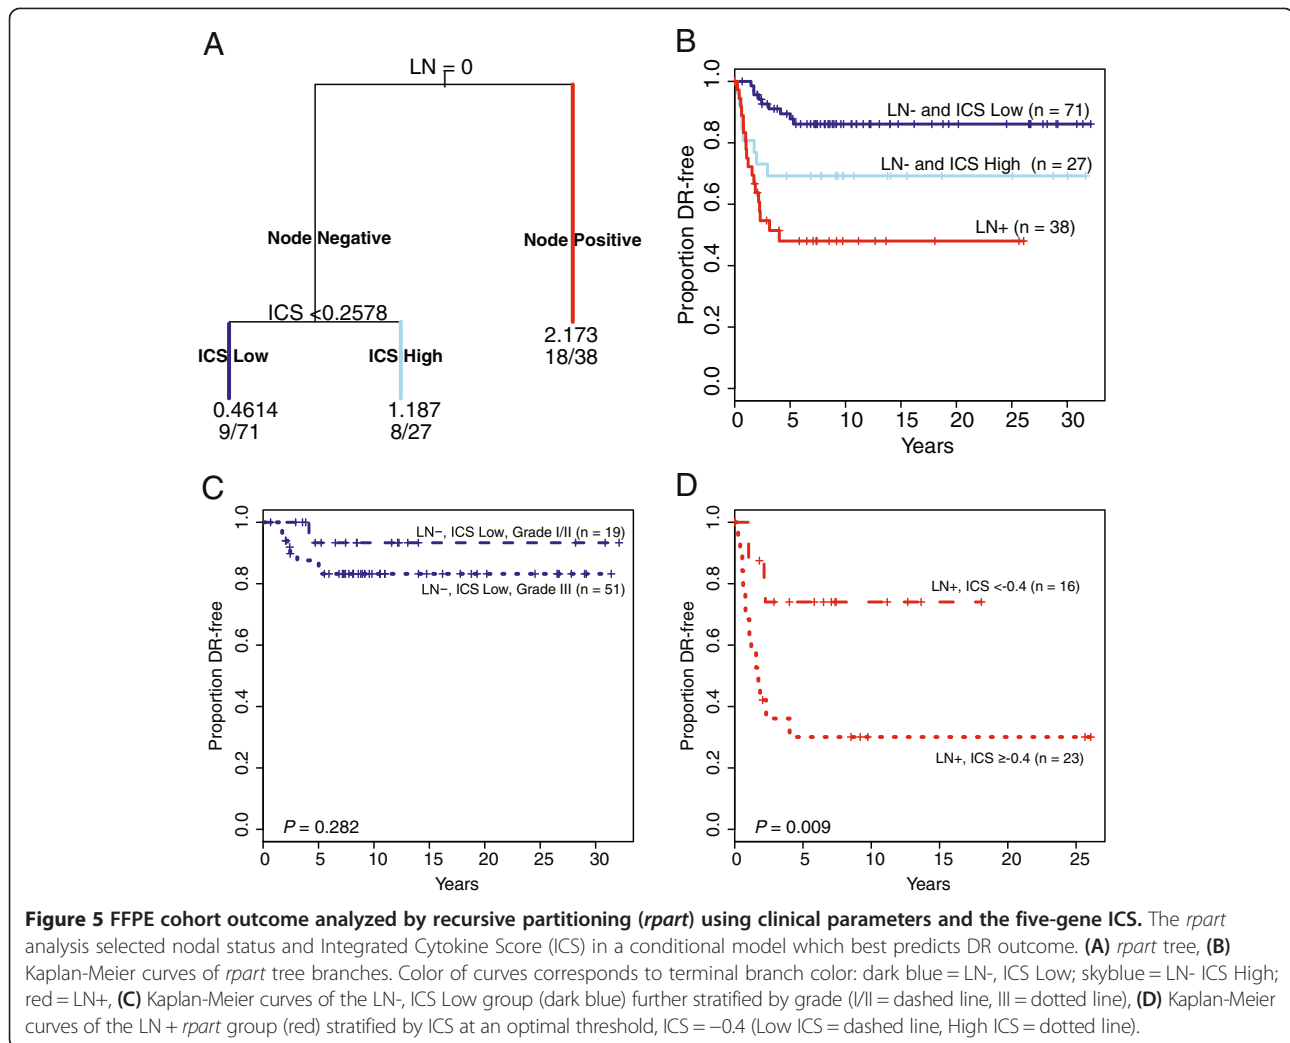 A
LN = 0
Node Negative
Node Positive
ICS <0.2578
2.173
18/38
ICS Low
ICS High
0.4614
9/71
1.187
8/27
B
Proportion DR-free
1.0
0.8
0.6
0.4
0.2
0.0
LN- and ICS Low (n = 71)
LN- and ICS High (n = 27)
LN+ (n = 38)
0 5 10 15 20 25 30
Years
C
Proportion DR-free
1.0
0.8
0.6
0.4
0.2
0.0
LN−, ICS Low, Grade I/II (n = 19)
LN−, ICS Low, Grade III (n = 51)
P = 0.282
0 5 10 15 20 25 30
Years
D
Proportion DR-free
1.0
0.8
0.6
0.4
0.2
0.0
LN+, ICS <-0.4 (n = 16)
LN+, ICS ≥-0.4 (n = 23)
P = 0.009
0 5 10 15 20 25
Years
Figure 5 FFPE cohort outcome analyzed by recursive partitioning (rpart) using clinical parameters and the five-gene ICS. The rpart
analysis selected nodal status and Integrated Cytokine Score (ICS) in a conditional model which best predicts DR outcome. (A) rpart tree, (B)
Kaplan-Meier curves of rpart tree branches. Color of curves corresponds to terminal branch color: dark blue = LN-, ICS Low; skyblue = LN- ICS High;
red = LN+, (C) Kaplan-Meier curves of the LN-, ICS Low group (dark blue) further stratified by grade (I/II = dashed line, III = dotted line), (D) Kaplan-Meier
curves of the LN + rpart group (red) stratified by ICS at an optimal threshold, ICS = −0.4 (Low ICS = dashed line, High ICS = dotted line).